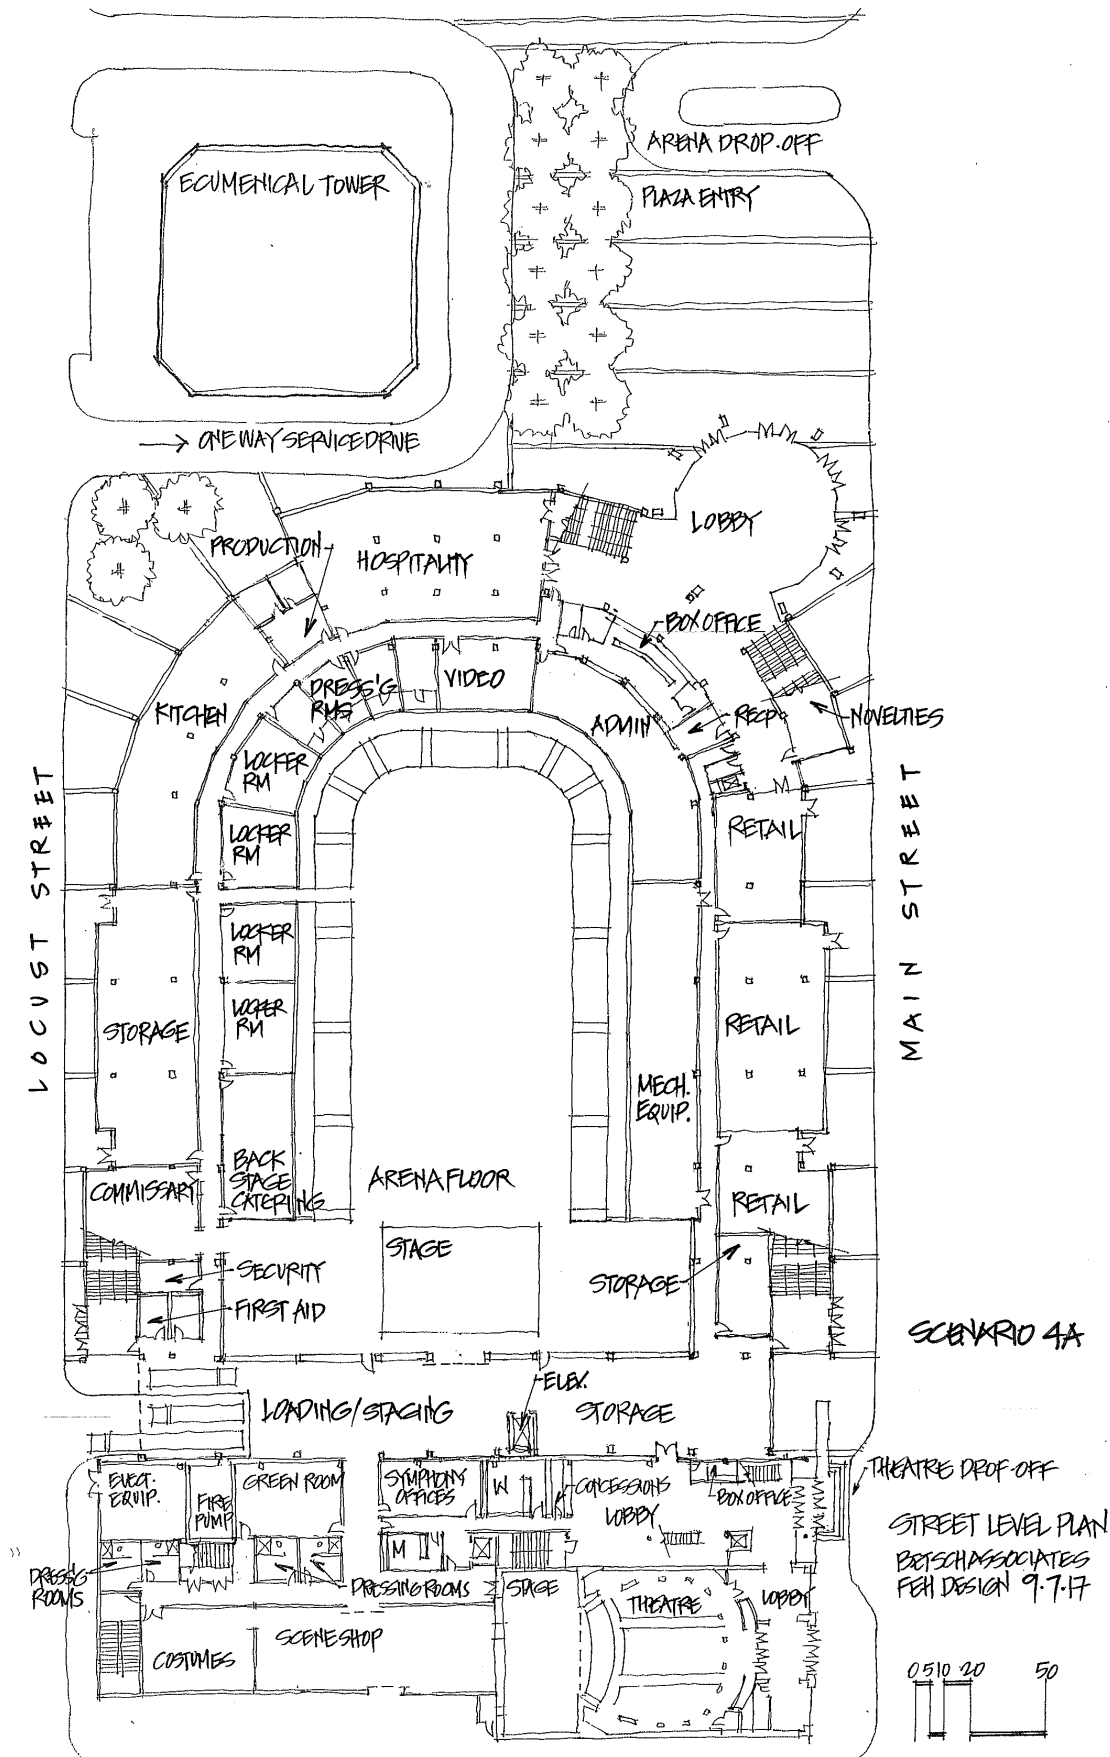 ARENA DROP-OFF
ECUMENICAL TOWER
PLAZA ENTRY
→ ONE WAY SERVICE DRIVE
LOBBY
PRODUCTION
HOSPITALITY
BOX OFFICE
DRESS'G
RMS
VIDEO
KITCHEN
ADMIN
RECP.
NOVELTIES
LOCKER
RM
LOCUST STREET
MAIN STREET
LOCKER
RM
RETAIL
LOCKER
RM
LOCKER
RM
STORAGE
RETAIL
MECH.
EQUIP.
BACK
STAGE
CATERING
COMMISSARY
ARENA FLOOR
RETAIL
STAGE
SECURITY
STORAGE
FIRST AID
SCENARIO 4A
ELEV.
LOADING/STAGING
STORAGE
ELECT.
EQUIP.
GREEN ROOM
SYMPHONY
OFFICES
W
CONCESSIONS
BOX OFFICE
THEATRE DROP-OFF
FIRE
PUMP
LOBBY
STREET LEVEL PLAN
M
BETSCH ASSOCIATES
DRESS'G
ROOMS
DRESSING ROOMS
STAGE
THEATRE
LOBBY
FEH DESIGN 9.7.17
COSTUMES
SCENE SHOP
0 5 10 20 50